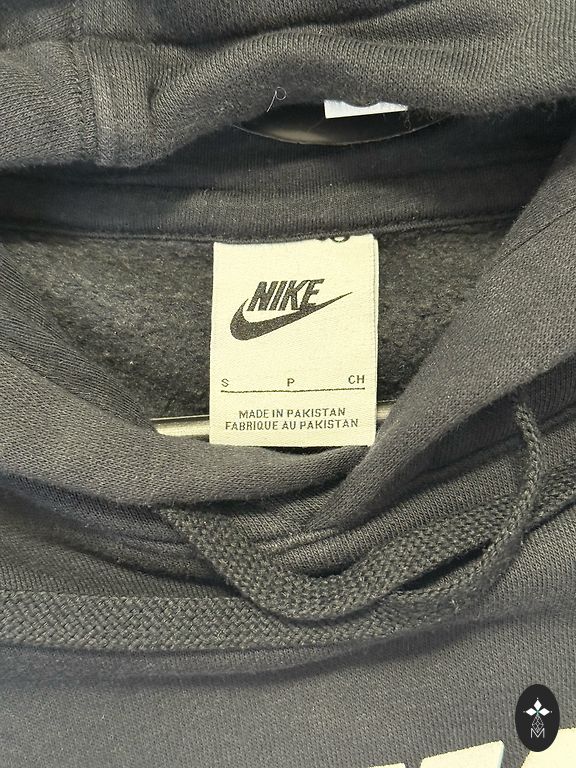 NIKE
S P CH
MADE IN PAKISTAN
FABRIQUE AU PAKISTAN
M